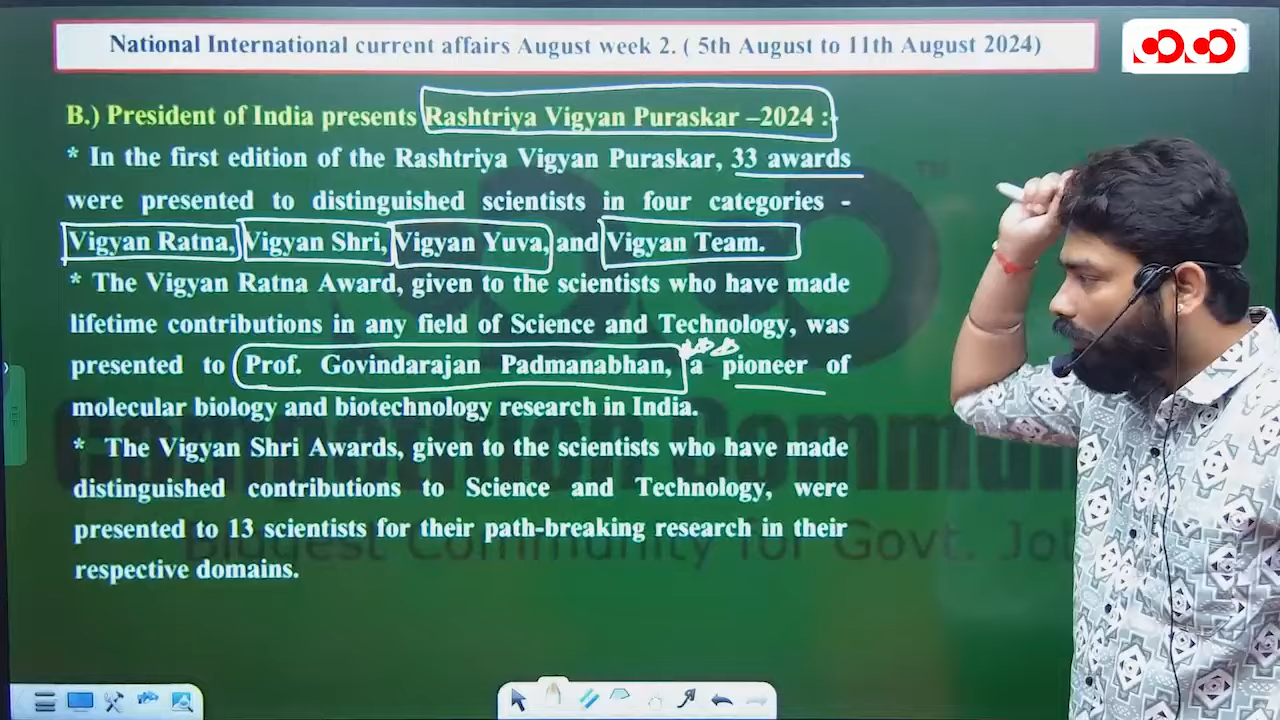 National International current affairs August week 2. ( 5th August to 11th August 2024)
B.) President of India presents Rashtriya Vigyan Puraskar –2024 :-
* In the first edition of the Rashtriya Vigyan Puraskar, 33 awards
were presented to distinguished scientists in four categories -
Vigyan Ratna, Vigyan Shri, Vigyan Yuva, and Vigyan Team.
* The Vigyan Ratna Award, given to the scientists who have made
lifetime contributions in any field of Science and Technology, was
presented to Prof. Govindarajan Padmanabhan, a pioneer of
molecular biology and biotechnology research in India.
* The Vigyan Shri Awards, given to the scientists who have made
distinguished contributions to Science and Technology, were
presented to 13 scientists for their path-breaking research in their
respective domains.
Biggest Community for Govt. Jo